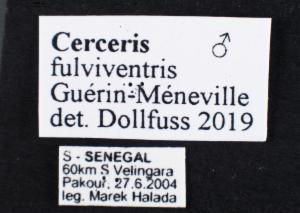 Cerceris ♂
fulviventris
Guérin-Méneville
det. Dollfuss 2019
S - SENEGAL
60km S Velingara
Pakour, 27.6.2004
leg. Marek Halada